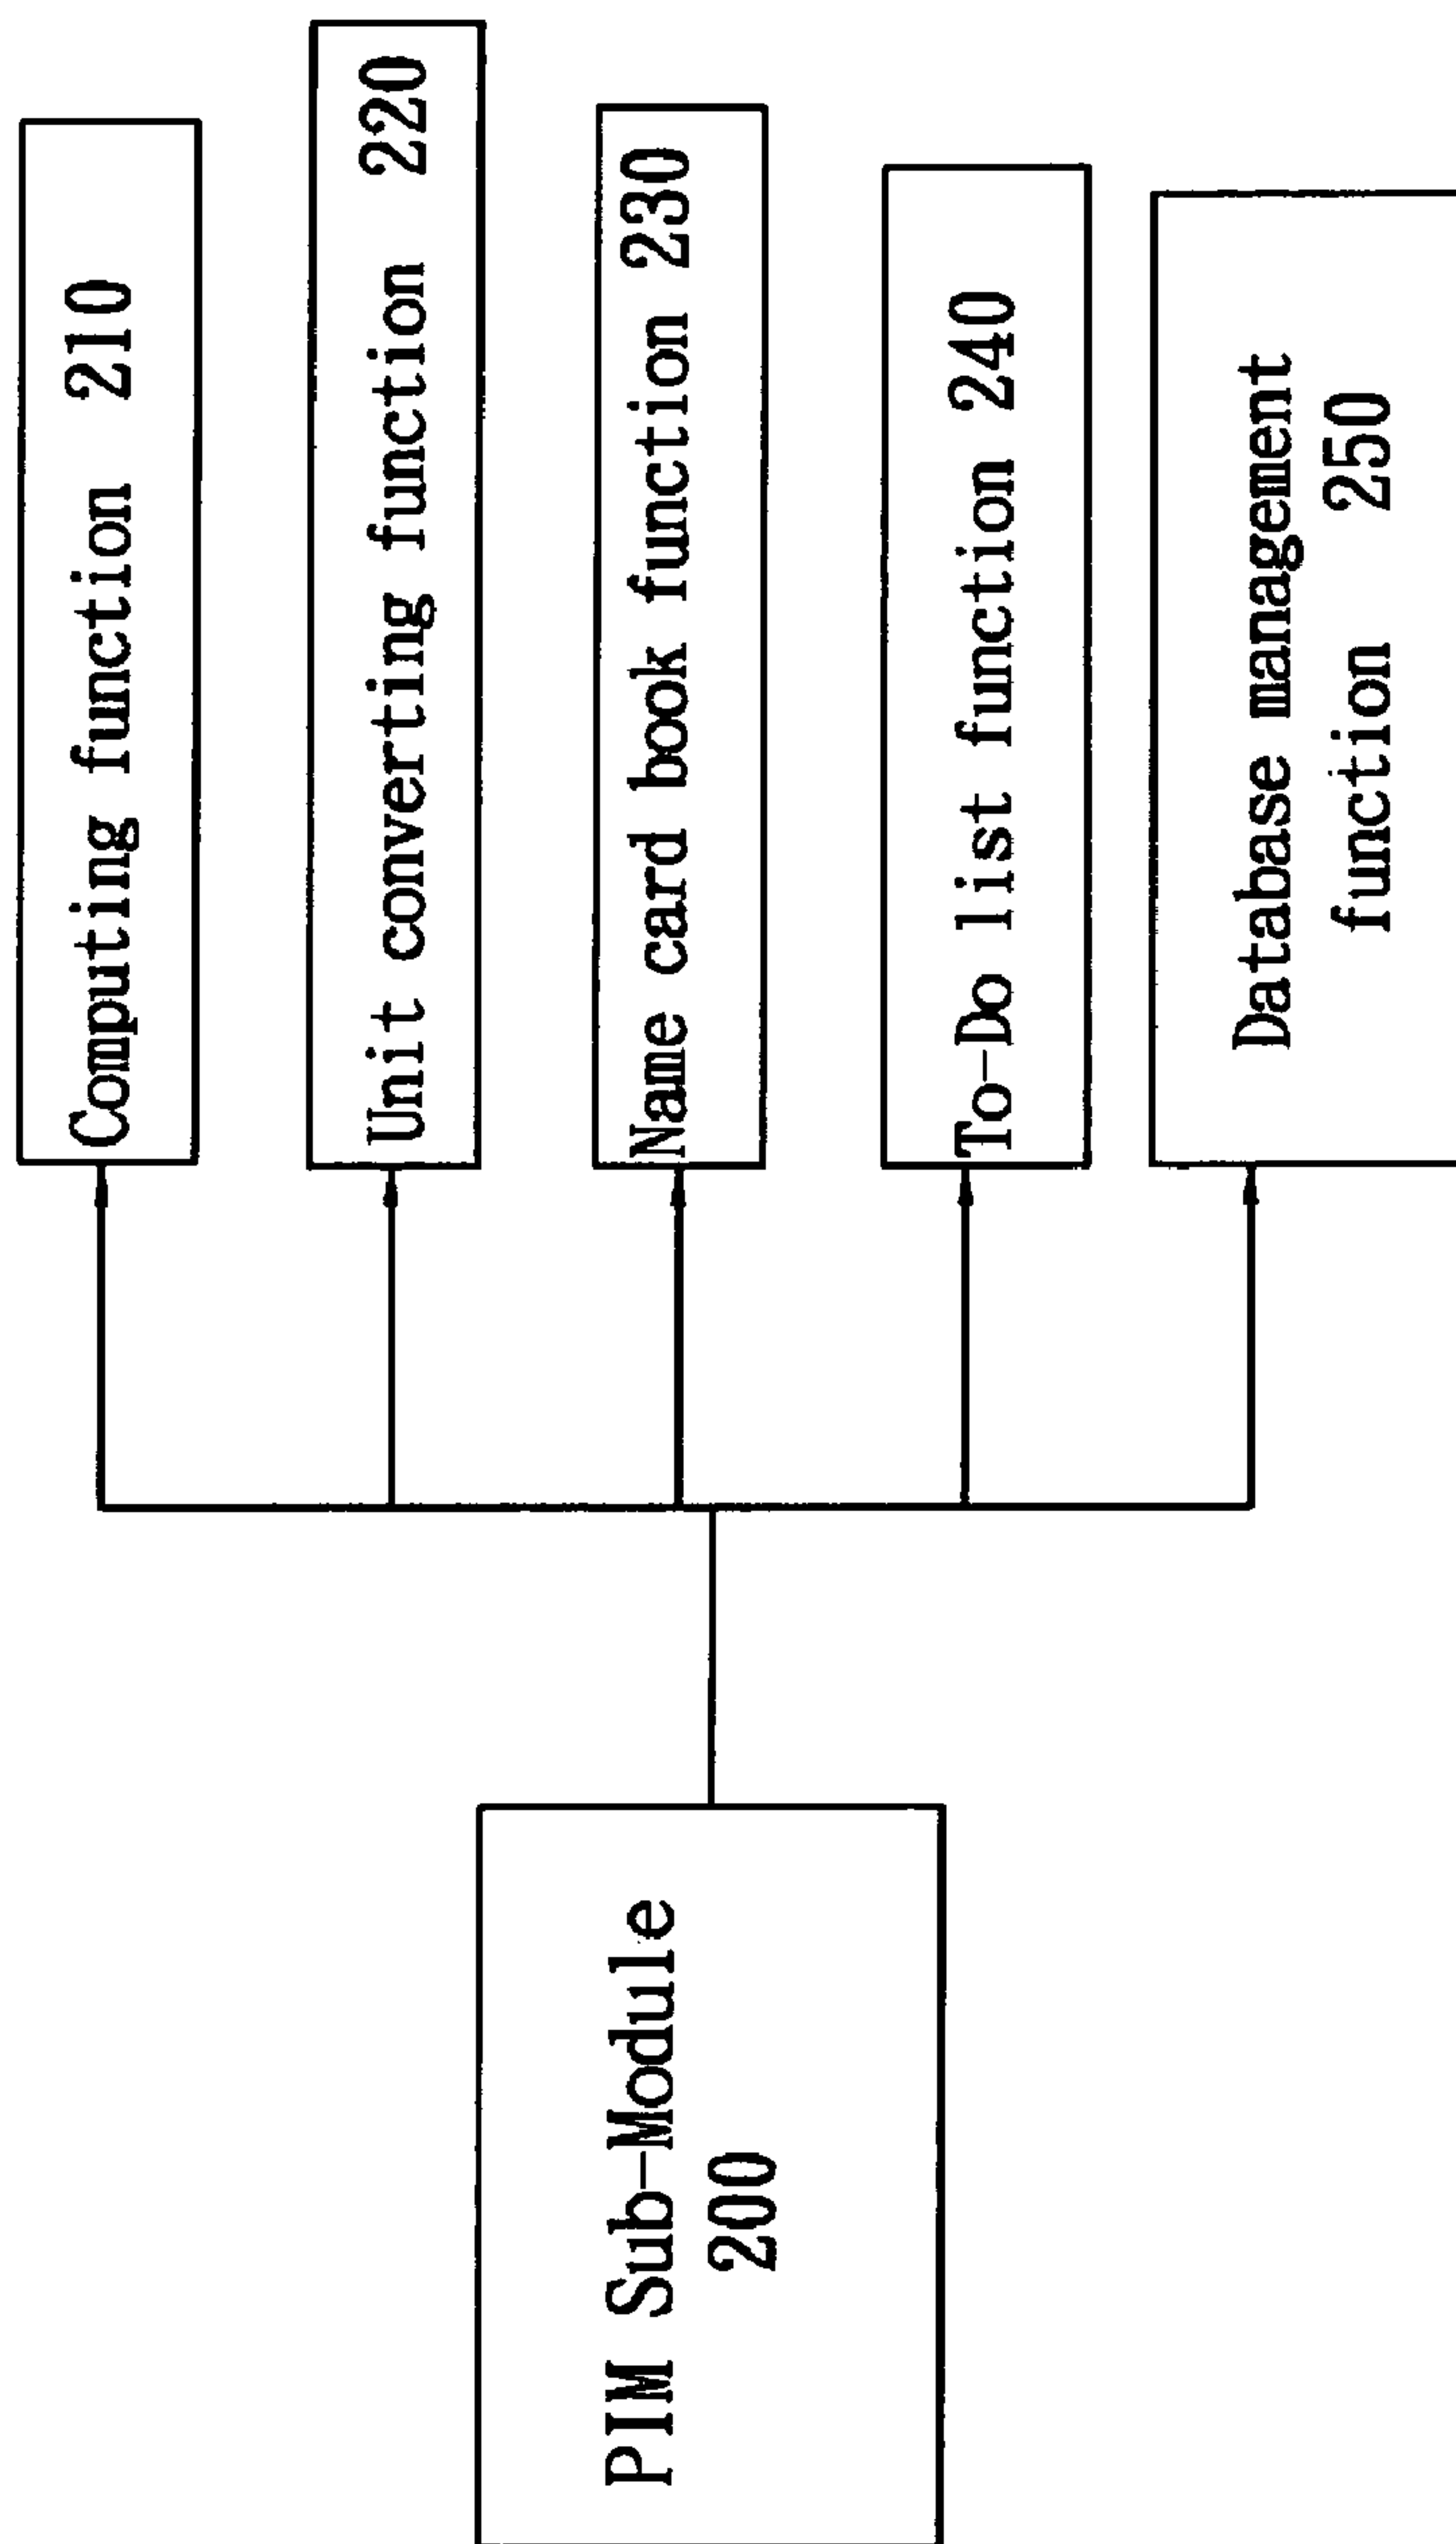 PIM Sub-Module
200
Computing function 210
Unit converting function 220
Name card book function 230
To-Do list function 240
Database management
function 250